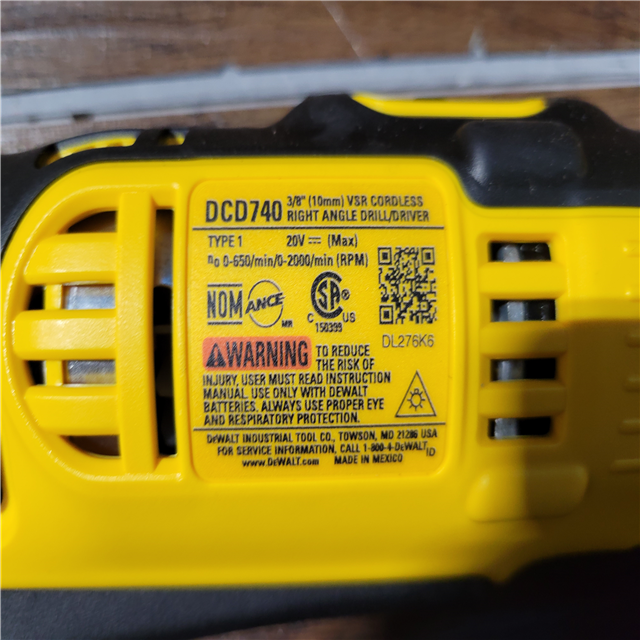 DCD740 3/8" (10mm) VSR CORDLESS
RIGHT ANGLE DRILL/DRIVER
TYPE 1 20V ⎓ (Max)
n₀ 0-650/min/0-2000/min (RPM)
NOM ANCE MR
SA
C US
150399
DL276K6
WARNING TO REDUCE
THE RISK OF
INJURY, USER MUST READ INSTRUCTION
MANUAL. USE ONLY WITH DEWALT
BATTERIES. ALWAYS USE PROPER EYE
AND RESPIRATORY PROTECTION.
DEWALT INDUSTRIAL TOOL CO., TOWSON, MD 21286 USA
FOR SERVICE INFORMATION, CALL 1-800-4-DEWALT
ID
www.DEWALT.com MADE IN MEXICO